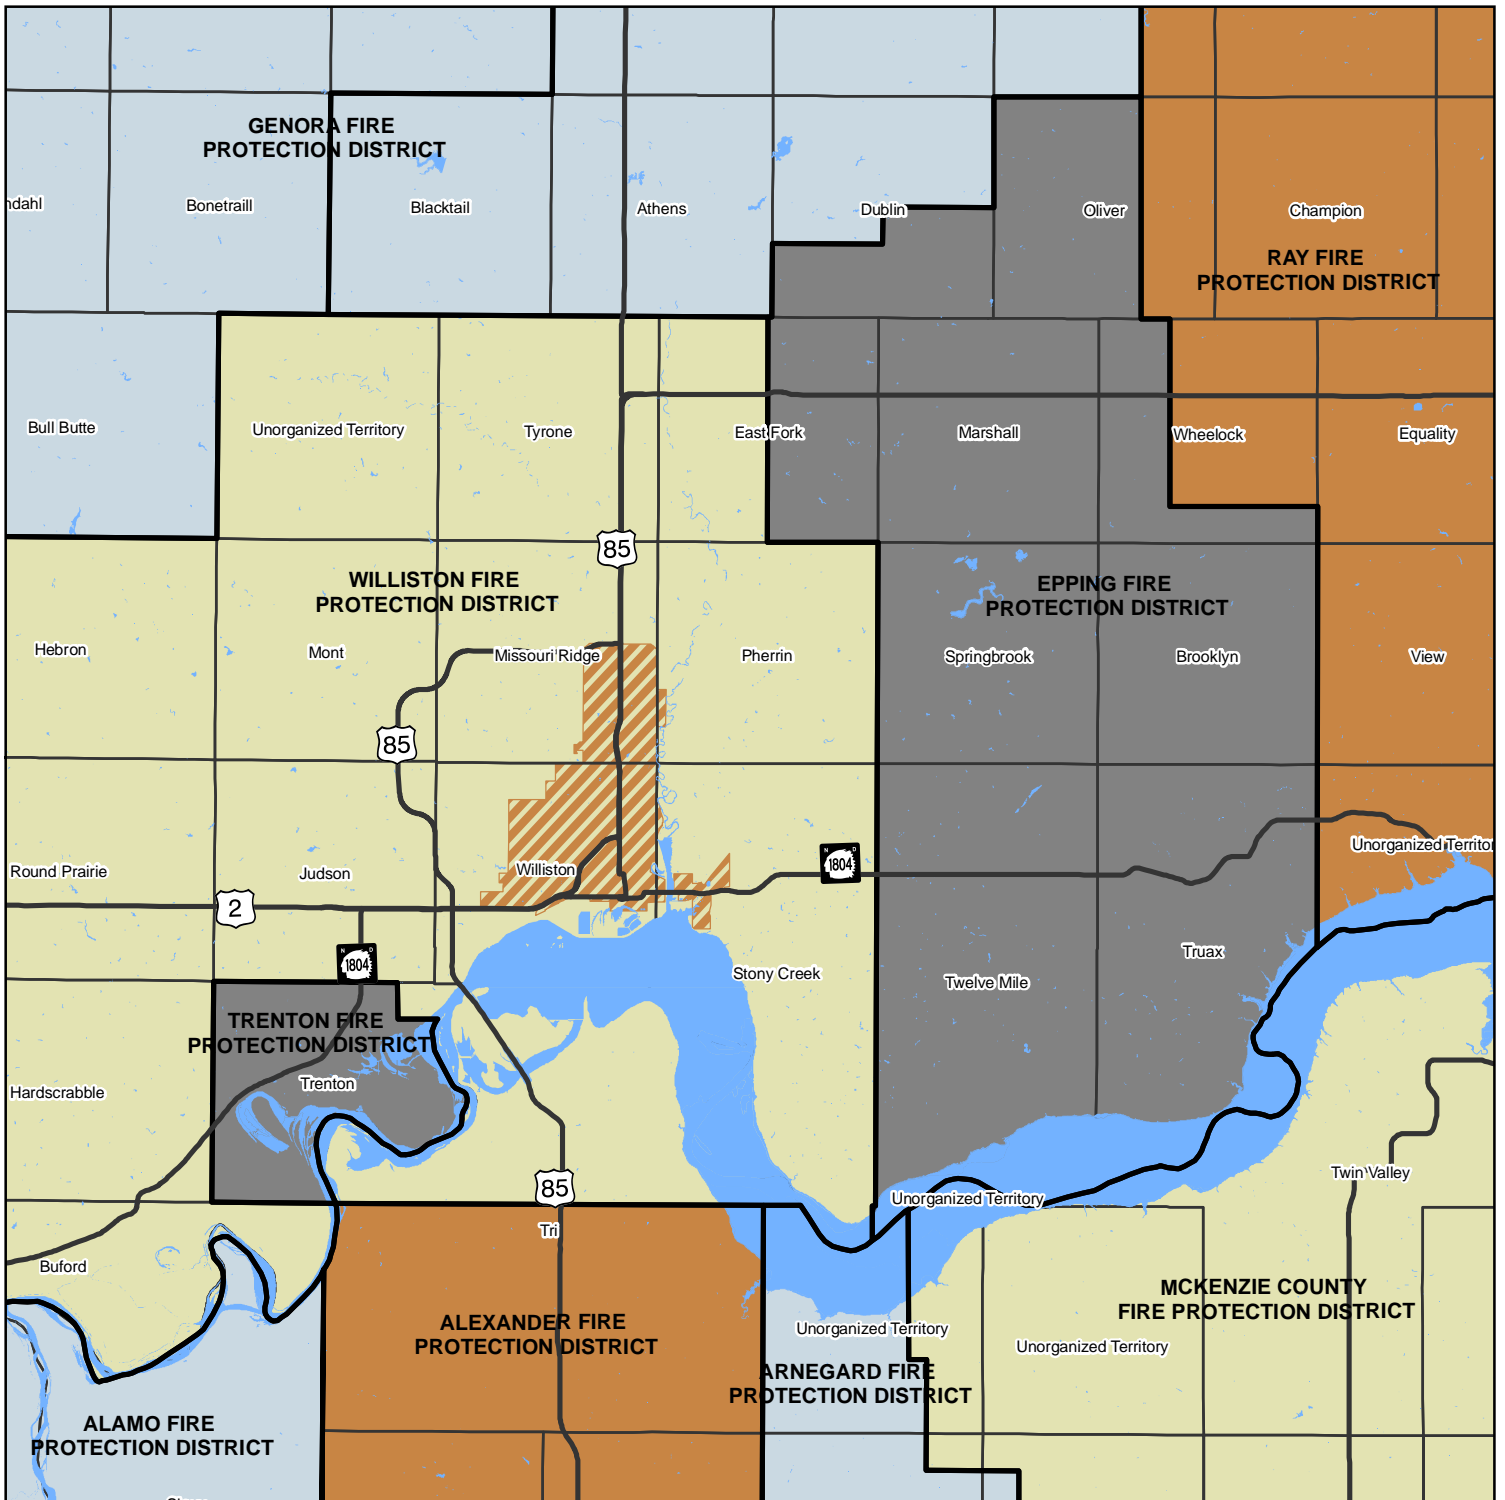 GENORA FIRE
PROTECTION DISTRICT
ndahl
Bonetraill
Blacktail
Athens
Dublin
Oliver
Champion
RAY FIRE
PROTECTION DISTRICT
Bull Butte
Unorganized Territory
Tyrone
East Fork
Marshall
Wheelock
Equality
85
WILLISTON FIRE
PROTECTION DISTRICT
EPPING FIRE
PROTECTION DISTRICT
Hebron
Mont
Missouri Ridge
Pherrin
Springbrook
Brooklyn
View
85
Unorganized Territor
Round Prairie
Judson
Williston
N D
1804
2
N D
1804
Stony Creek
Twelve Mile
Truax
TRENTON FIRE
PROTECTION DISTRICT
Trenton
Hardscrabble
85
Twin Valley
Unorganized Territory
Tri
Buford
MCKENZIE COUNTY
FIRE PROTECTION DISTRICT
ALEXANDER FIRE
PROTECTION DISTRICT
Unorganized Territory
Unorganized Territory
ARNEGARD FIRE
PROTECTION DISTRICT
ALAMO FIRE
PROTECTION DISTRICT